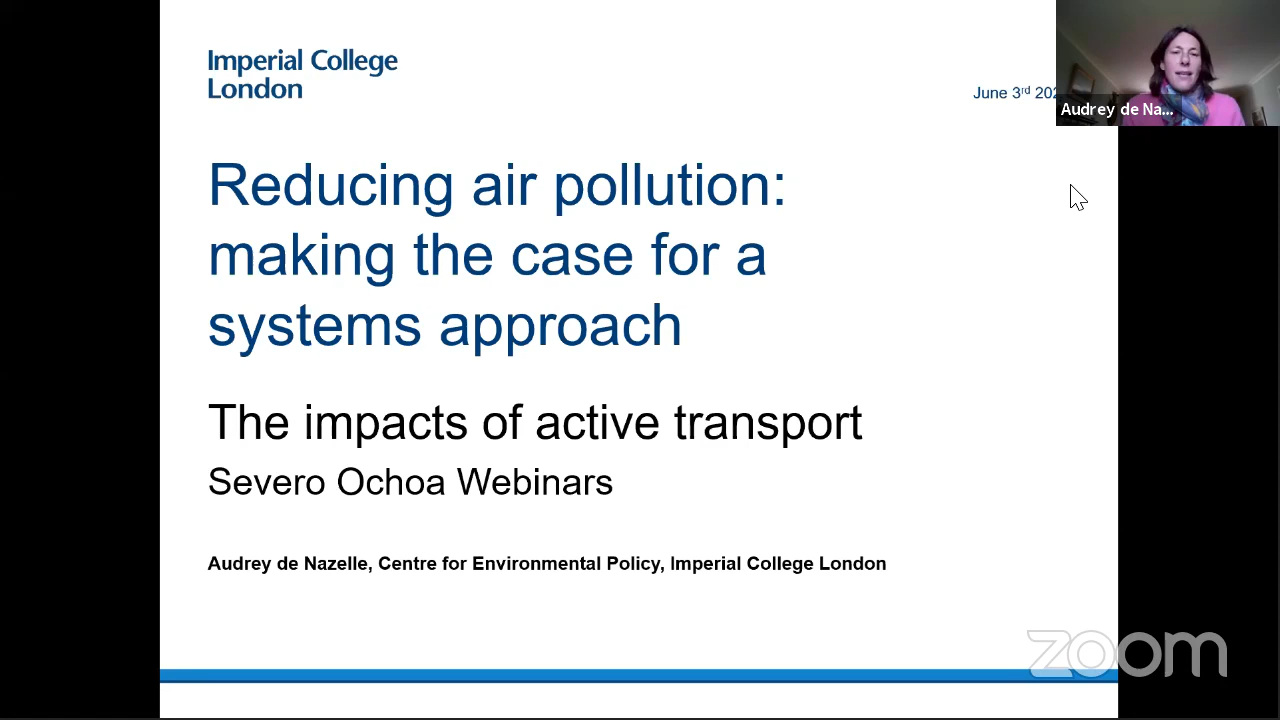 Imperial College
London
June 3rd 202
Audrey de Na...
Reducing air pollution:
making the case for a
systems approach
The impacts of active transport
Severo Ochoa Webinars
Audrey de Nazelle, Centre for Environmental Policy, Imperial College London
zoom